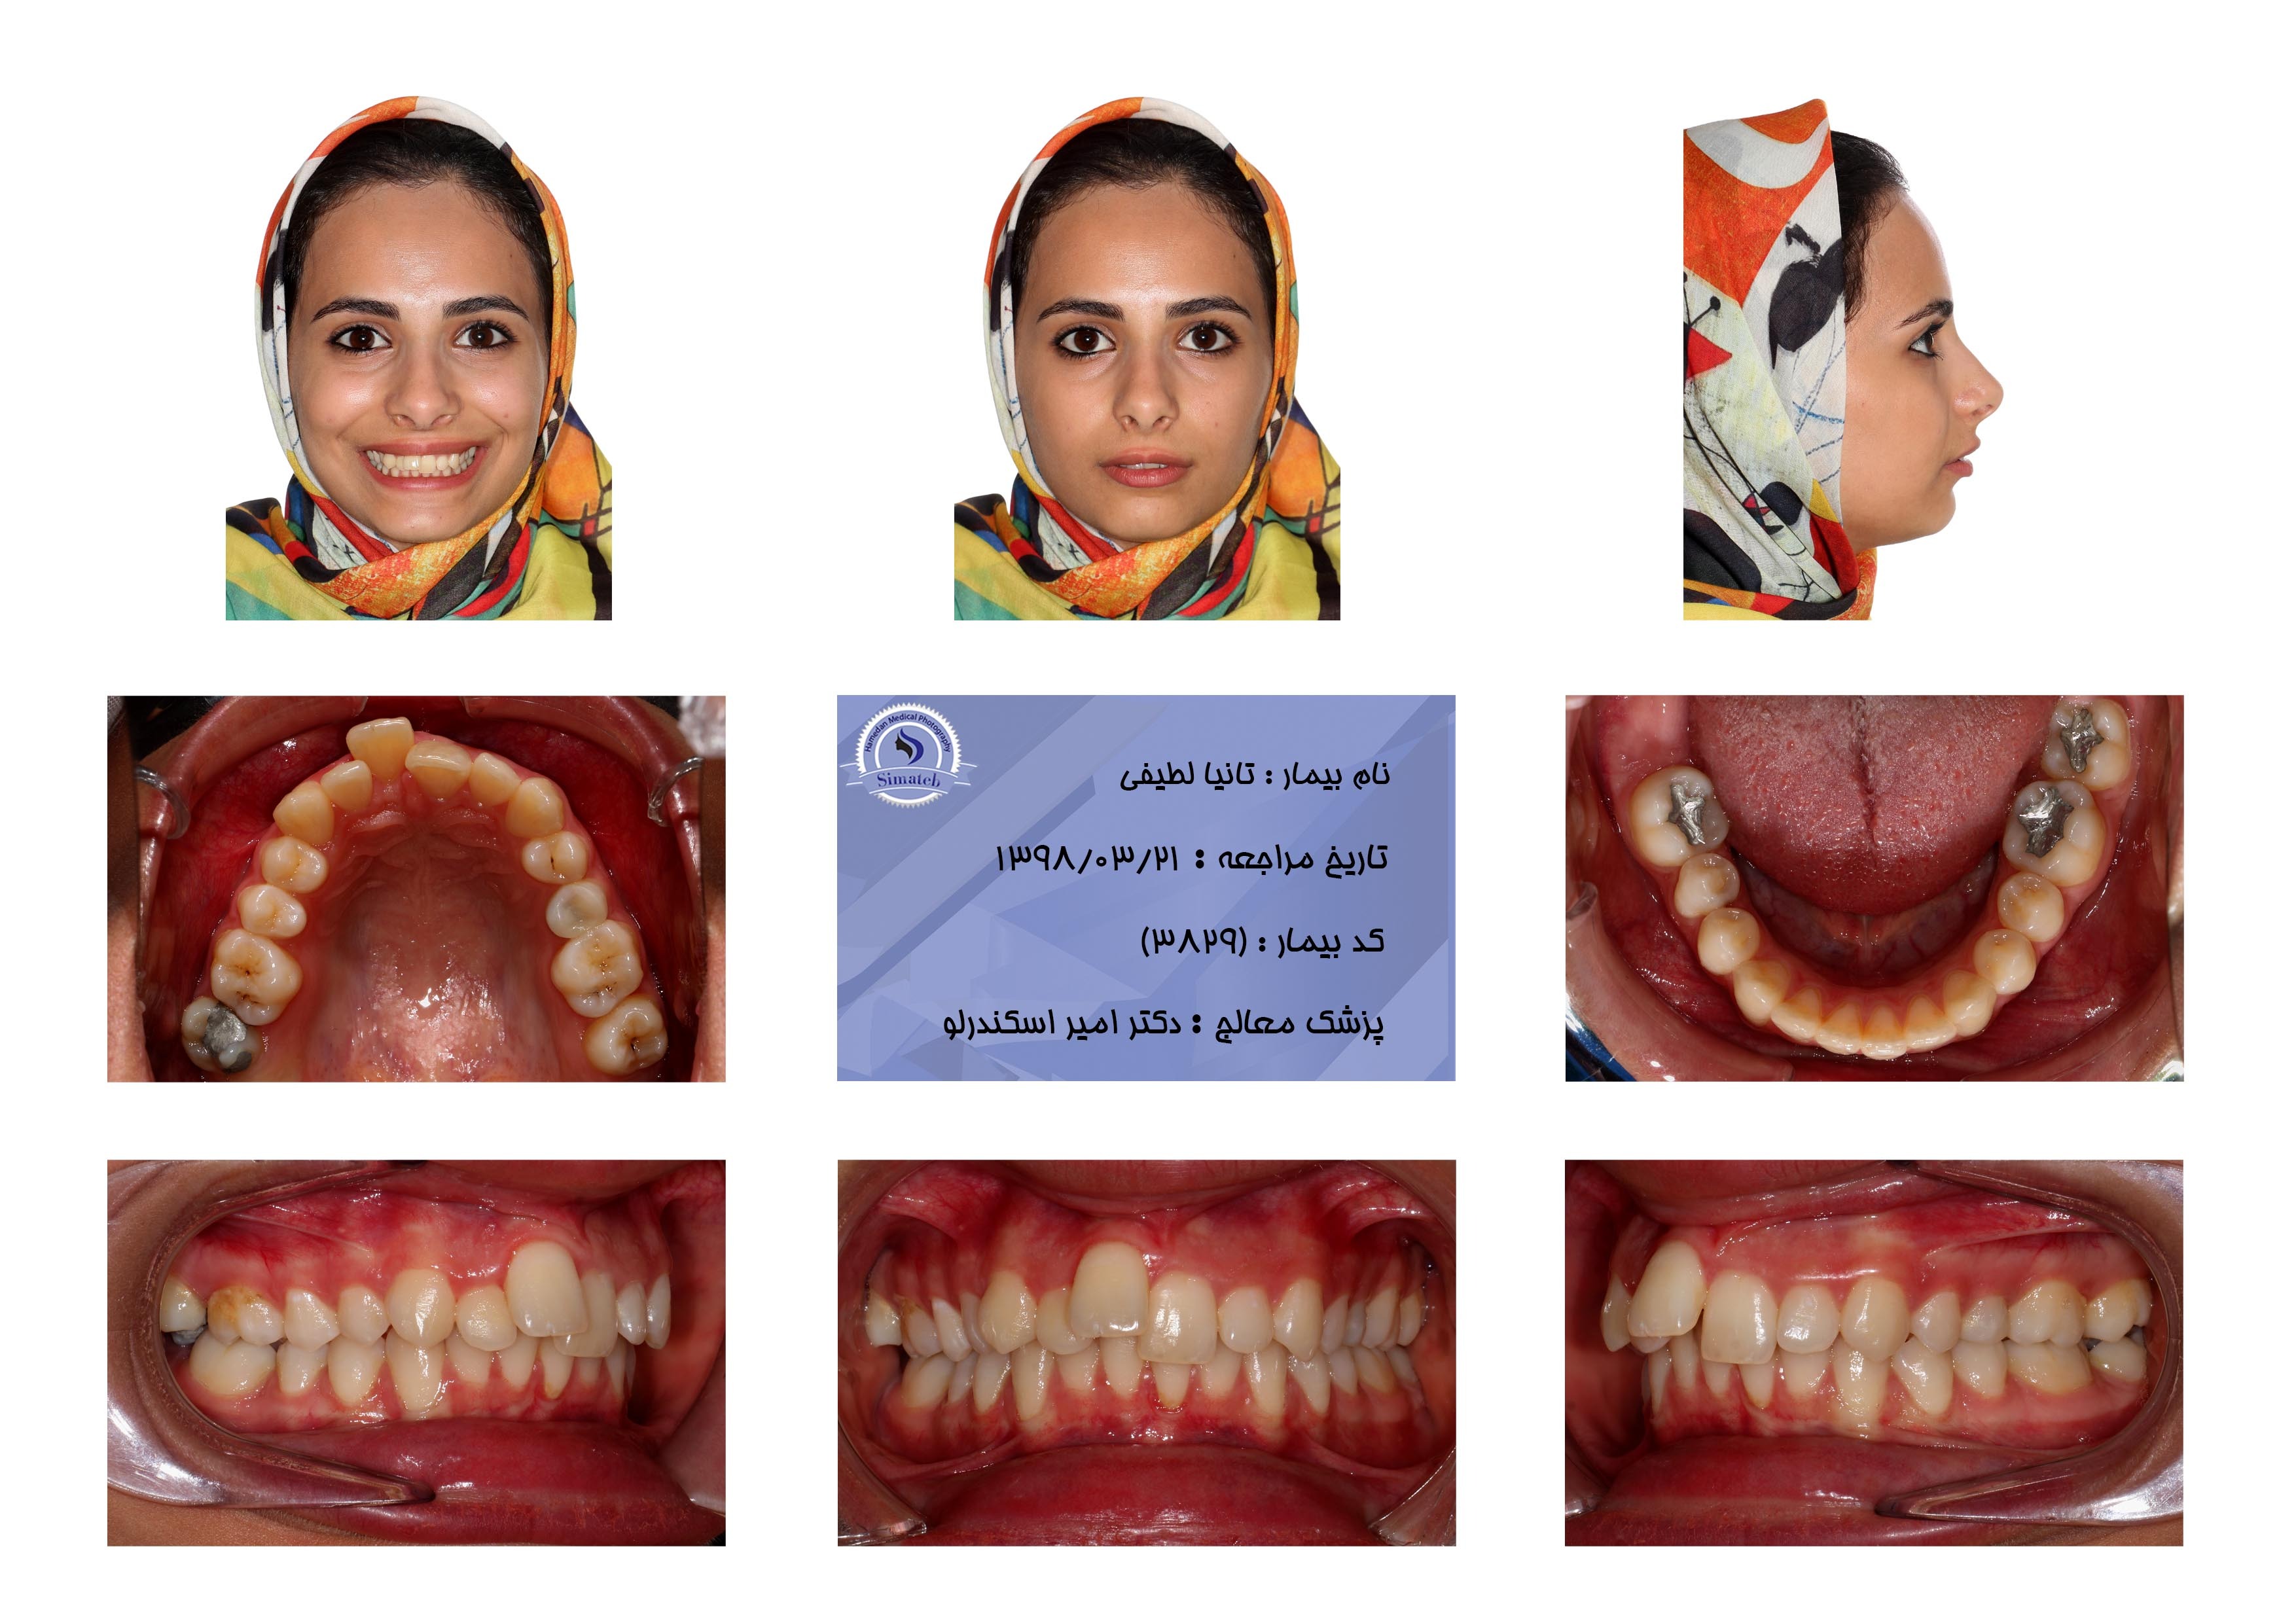 Hamedan Medical Photography
Simateb
نام بیمار : تانیا لطیفی
تاریخ مراجعه : ۱۳۹۸/۰۳/۲۱
کد بیمار : (۳۸۲۹)
پزشک معالج : دکتر امیر اسکندرلو